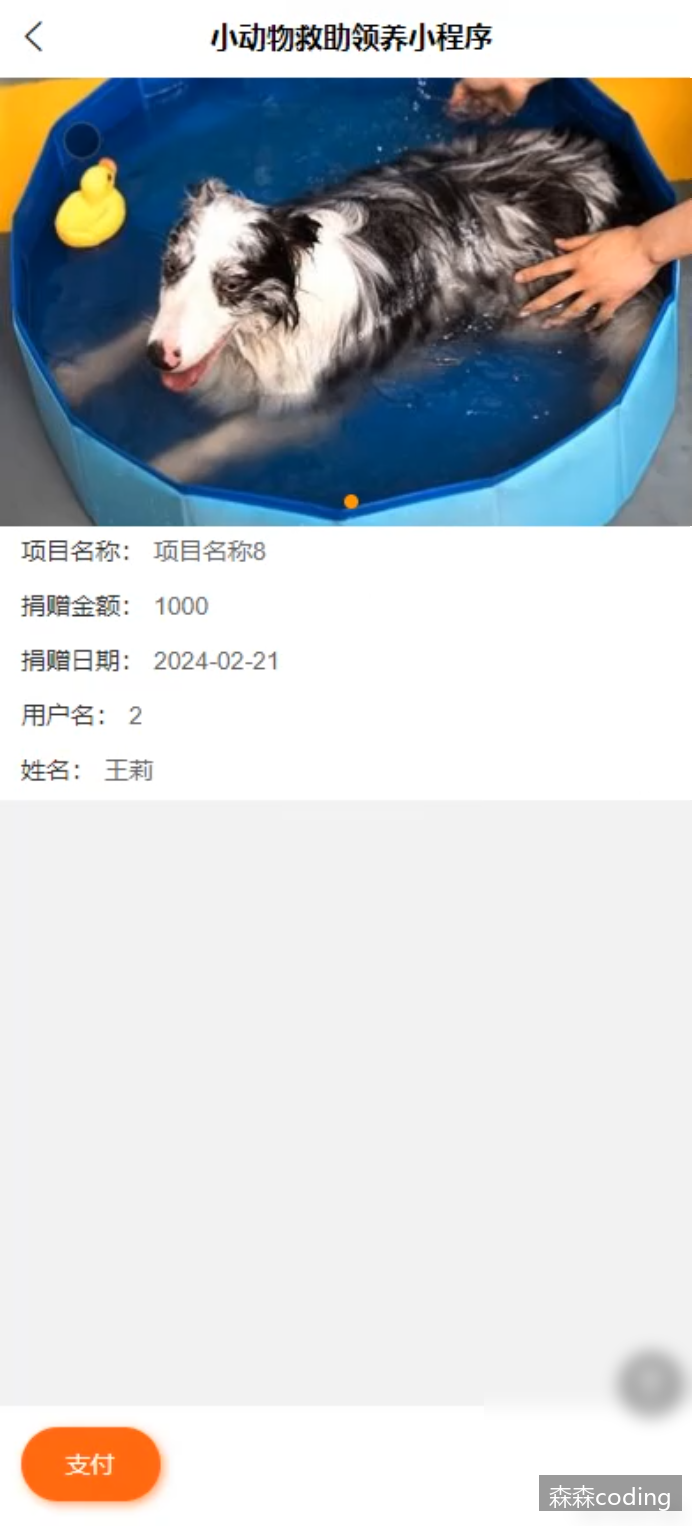 小动物救助领养小程序
项目名称： 项目名称8
捐赠金额： 1000
捐赠日期： 2024-02-21
用户名： 2
姓名： 王莉
支付
森森coding